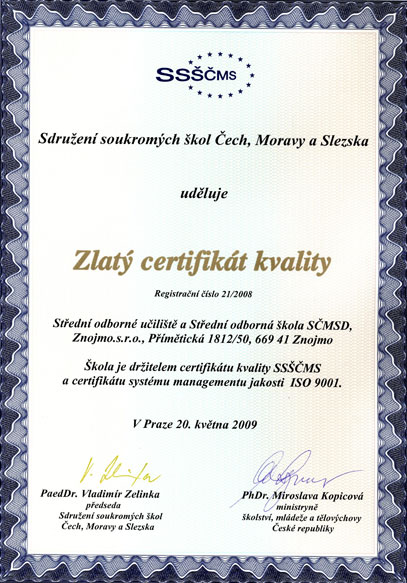 SSŠČMS
Sdružení soukromých škol Čech, Moravy a Slezska
uděluje
Zlatý certifikát kvality
Registrační číslo 21/2008
Střední odborné učiliště a Střední odborná škola SČMSD,
Znojmo.s.r.o., Přímětická 1812/50, 669 41 Znojmo
Škola je držitelem certifikátu kvality SSŠČMS
a certifikátu systému managementu jakosti ISO 9001.
V Praze 20. května 2009
PaedDr. Vladimír Zelinka
předseda
Sdružení soukromých škol
Čech, Moravy a Slezska
PhDr. Miroslava Kopicová
ministryně
školství, mládeže a tělovýchovy
České republiky